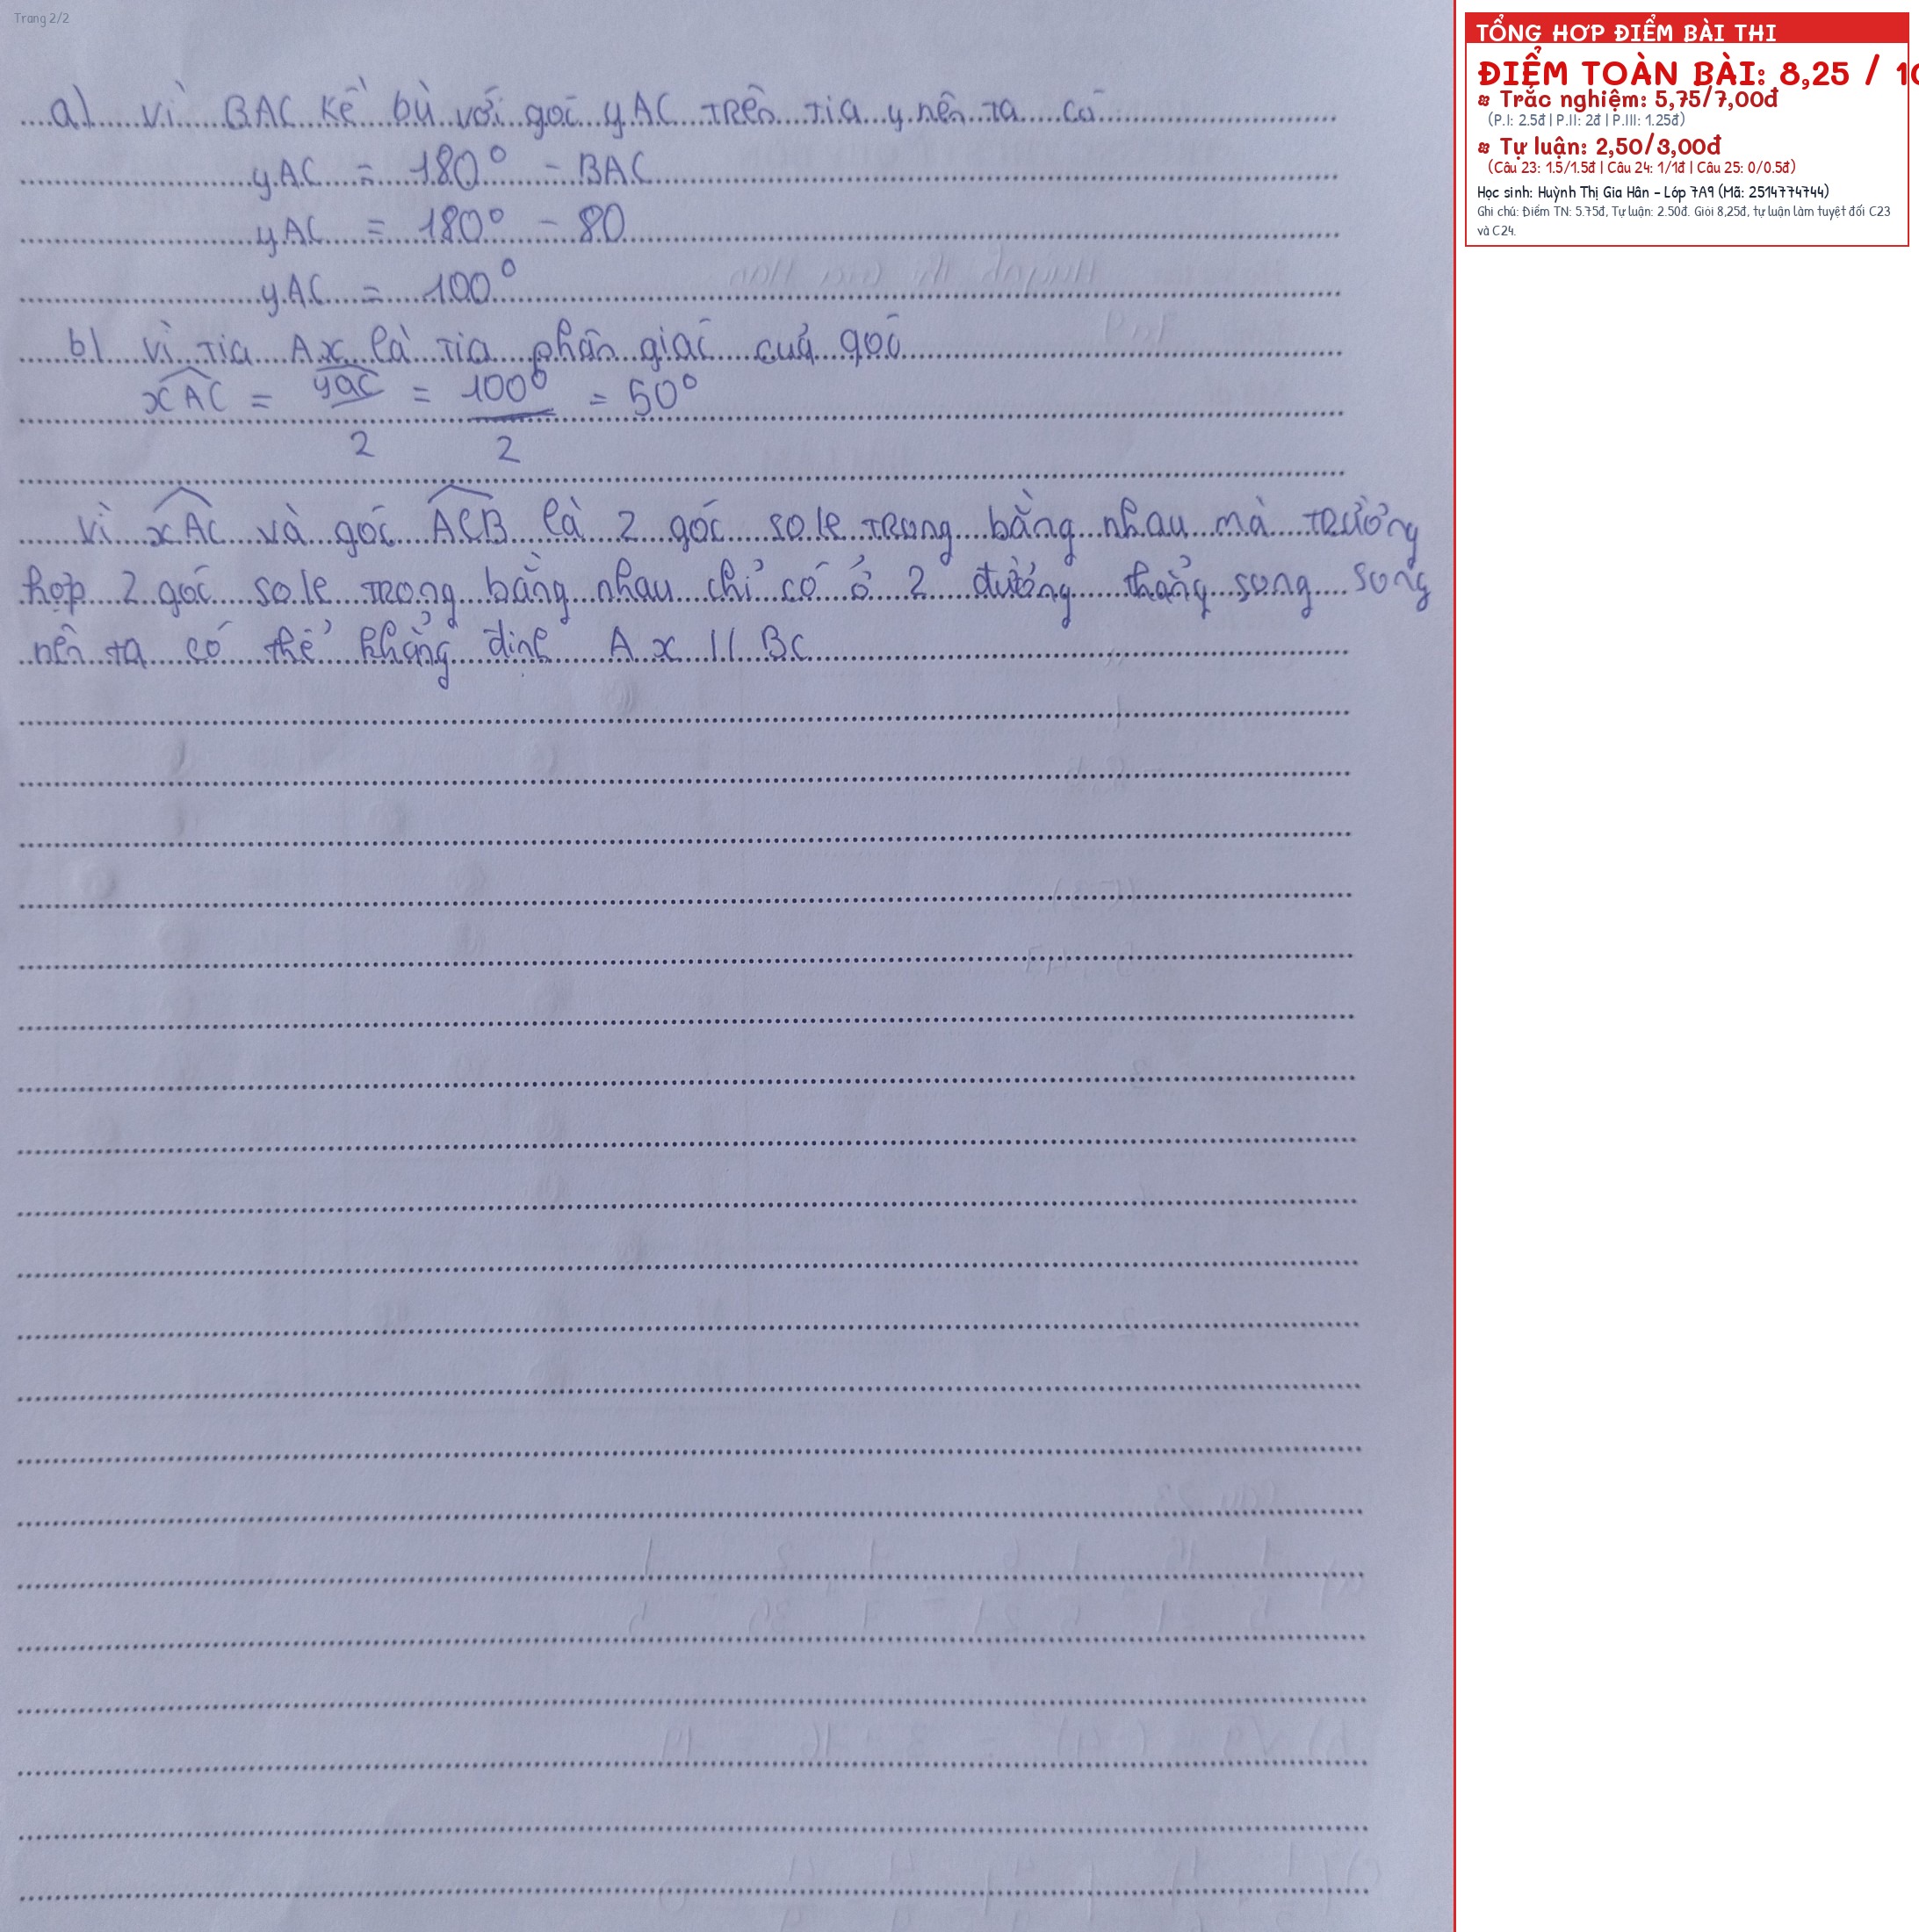 Trang 2/2
a) vì BAC kề bù với góc yAC trên tia y nên ta có
yAC = 180° - BAC
yAC = 180° - 80
yAC = 100°
b) vì tia Ax là tia phân giác của góc
xAC = yac/2 = 100°/2 = 50°
vì xAC và góc ACB là 2 góc sole trong bằng nhau mà trường
hợp 2 góc sole trong bằng nhau chỉ có ở 2 đường thẳng song song
nên ta có thể khẳng định Ax // BC
TỔNG HỢP ĐIỂM BÀI THI
ĐIỂM TOÀN BÀI: 8,25 / 10
Trắc nghiệm: 5,75/7,00đ
(P.I: 2.5đ | P.II: 2đ | P.III: 1.25đ)
Tự luận: 2,50/3,00đ
(Câu 23: 1.5/1.5đ | Câu 24: 1/1đ | Câu 25: 0/0.5đ)
Học sinh: Huỳnh Thị Gia Hân - Lớp 7A9 (Mã: 2514774744)
Ghi chú: Điểm TN: 5.75đ, Tự luận: 2.50đ. Giỏi 8,25đ, tự luận làm tuyệt đối C23
và C24.